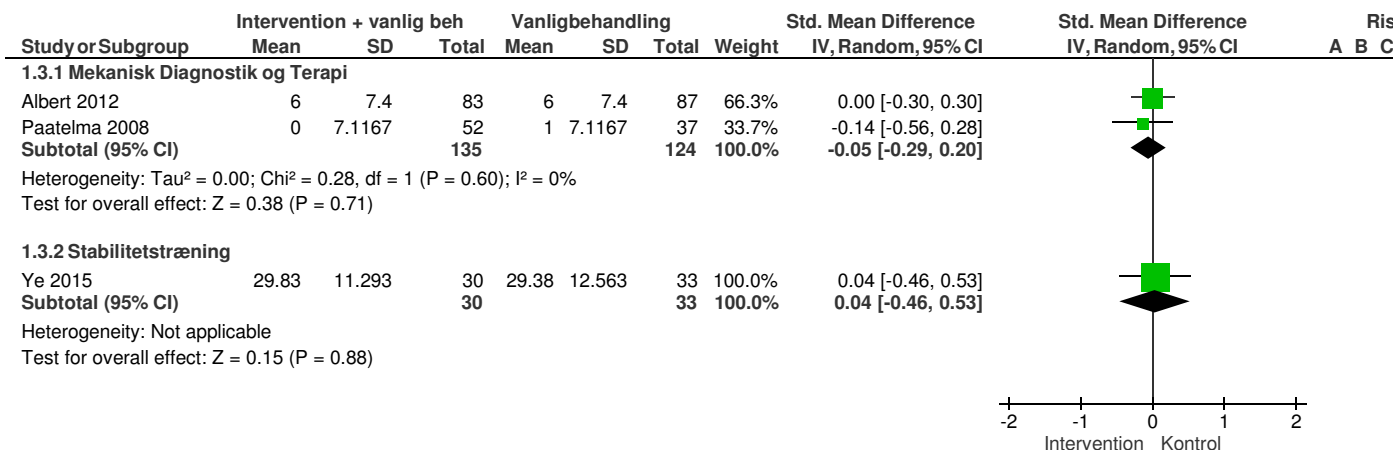 Intervention + vanlig beh Vanligbehandling Std. Mean Difference Std. Mean Difference Ris
Study or Subgroup Mean SD Total Mean SD Total Weight IV, Random, 95% CI IV, Random, 95% CI A B C
1.3.1 Mekanisk Diagnostik og Terapi
Albert 2012 6 7.4 83 6 7.4 87 66.3% 0.00 [-0.30, 0.30]
Paatelma 2008 0 7.1167 52 1 7.1167 37 33.7% -0.14 [-0.56, 0.28]
Subtotal (95% CI) 135 124 100.0% -0.05 [-0.29, 0.20]
Heterogeneity: Tau² = 0.00; Chi² = 0.28, df = 1 (P = 0.60); I² = 0%
Test for overall effect: Z = 0.38 (P = 0.71)
1.3.2 Stabilitetstræning
Ye 2015 29.83 11.293 30 29.38 12.563 33 100.0% 0.04 [-0.46, 0.53]
Subtotal (95% CI) 30 33 100.0% 0.04 [-0.46, 0.53]
Heterogeneity: Not applicable
Test for overall effect: Z = 0.15 (P = 0.88)
-2 -1 0 1 2
Intervention Kontrol